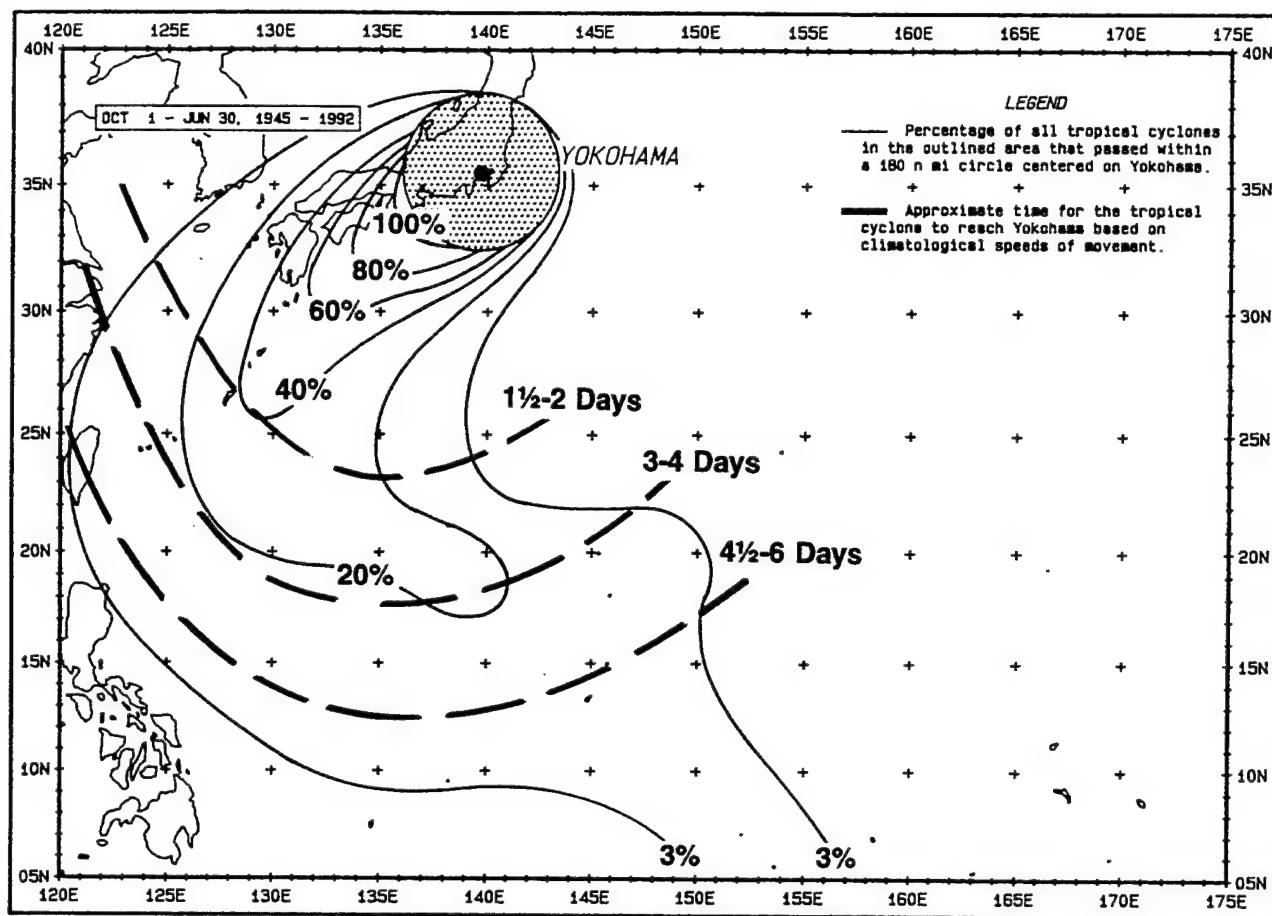 120E 125E 130E 135E 140E 145E 150E 155E 160E 165E 170E 175E
40N 40N
OCT 1 - JUN 30, 1945 - 1992
LEGEND
Percentage of all tropical cyclones
in the outlined area that passed within
a 180 n mi circle centered on Yokohama.
YOKOHAMA
35N 35N
100%
Approximate time for the tropical
cyclone to reach Yokohama based on
climatological speeds of movement.
80%
60%
30N 30N
40%
1½-2 Days
25N 25N
3-4 Days
20N 20N
4½-6 Days
20%
15N 15N
10N 10N
3% 3%
05N 05N
120E 125E 130E 135E 140E 145E 150E 155E 160E 165E 170E 175E